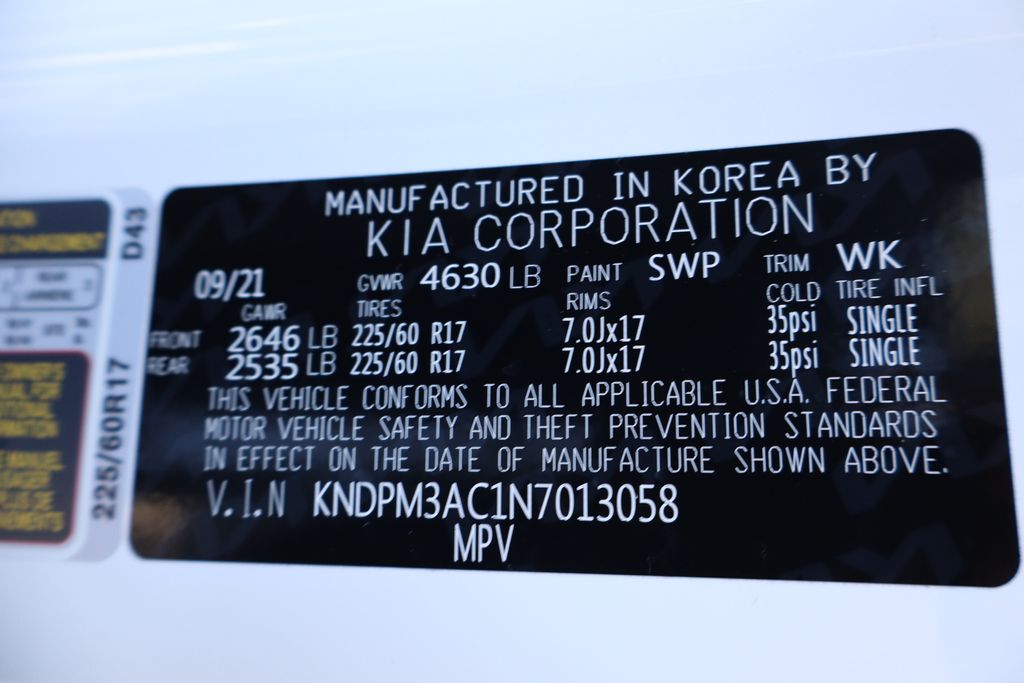 MANUFACTURED IN KOREA BY
KIA CORPORATION
09/21 GVWR 4630 LB PAINT SWP TRIM WK
GAWR TIRES RIMS COLD TIRE INFL
FRONT 2646 LB 225/60 R17 7.0Jx17 35psi SINGLE
REAR 2535 LB 225/60 R17 7.0Jx17 35psi SINGLE
THIS VEHICLE CONFORMS TO ALL APPLICABLE U.S.A. FEDERAL
MOTOR VEHICLE SAFETY AND THEFT PREVENTION STANDARDS
IN EFFECT ON THE DATE OF MANUFACTURE SHOWN ABOVE.
V.I.N KNDPM3AC1N7013058
MPV
D43
225/60R17